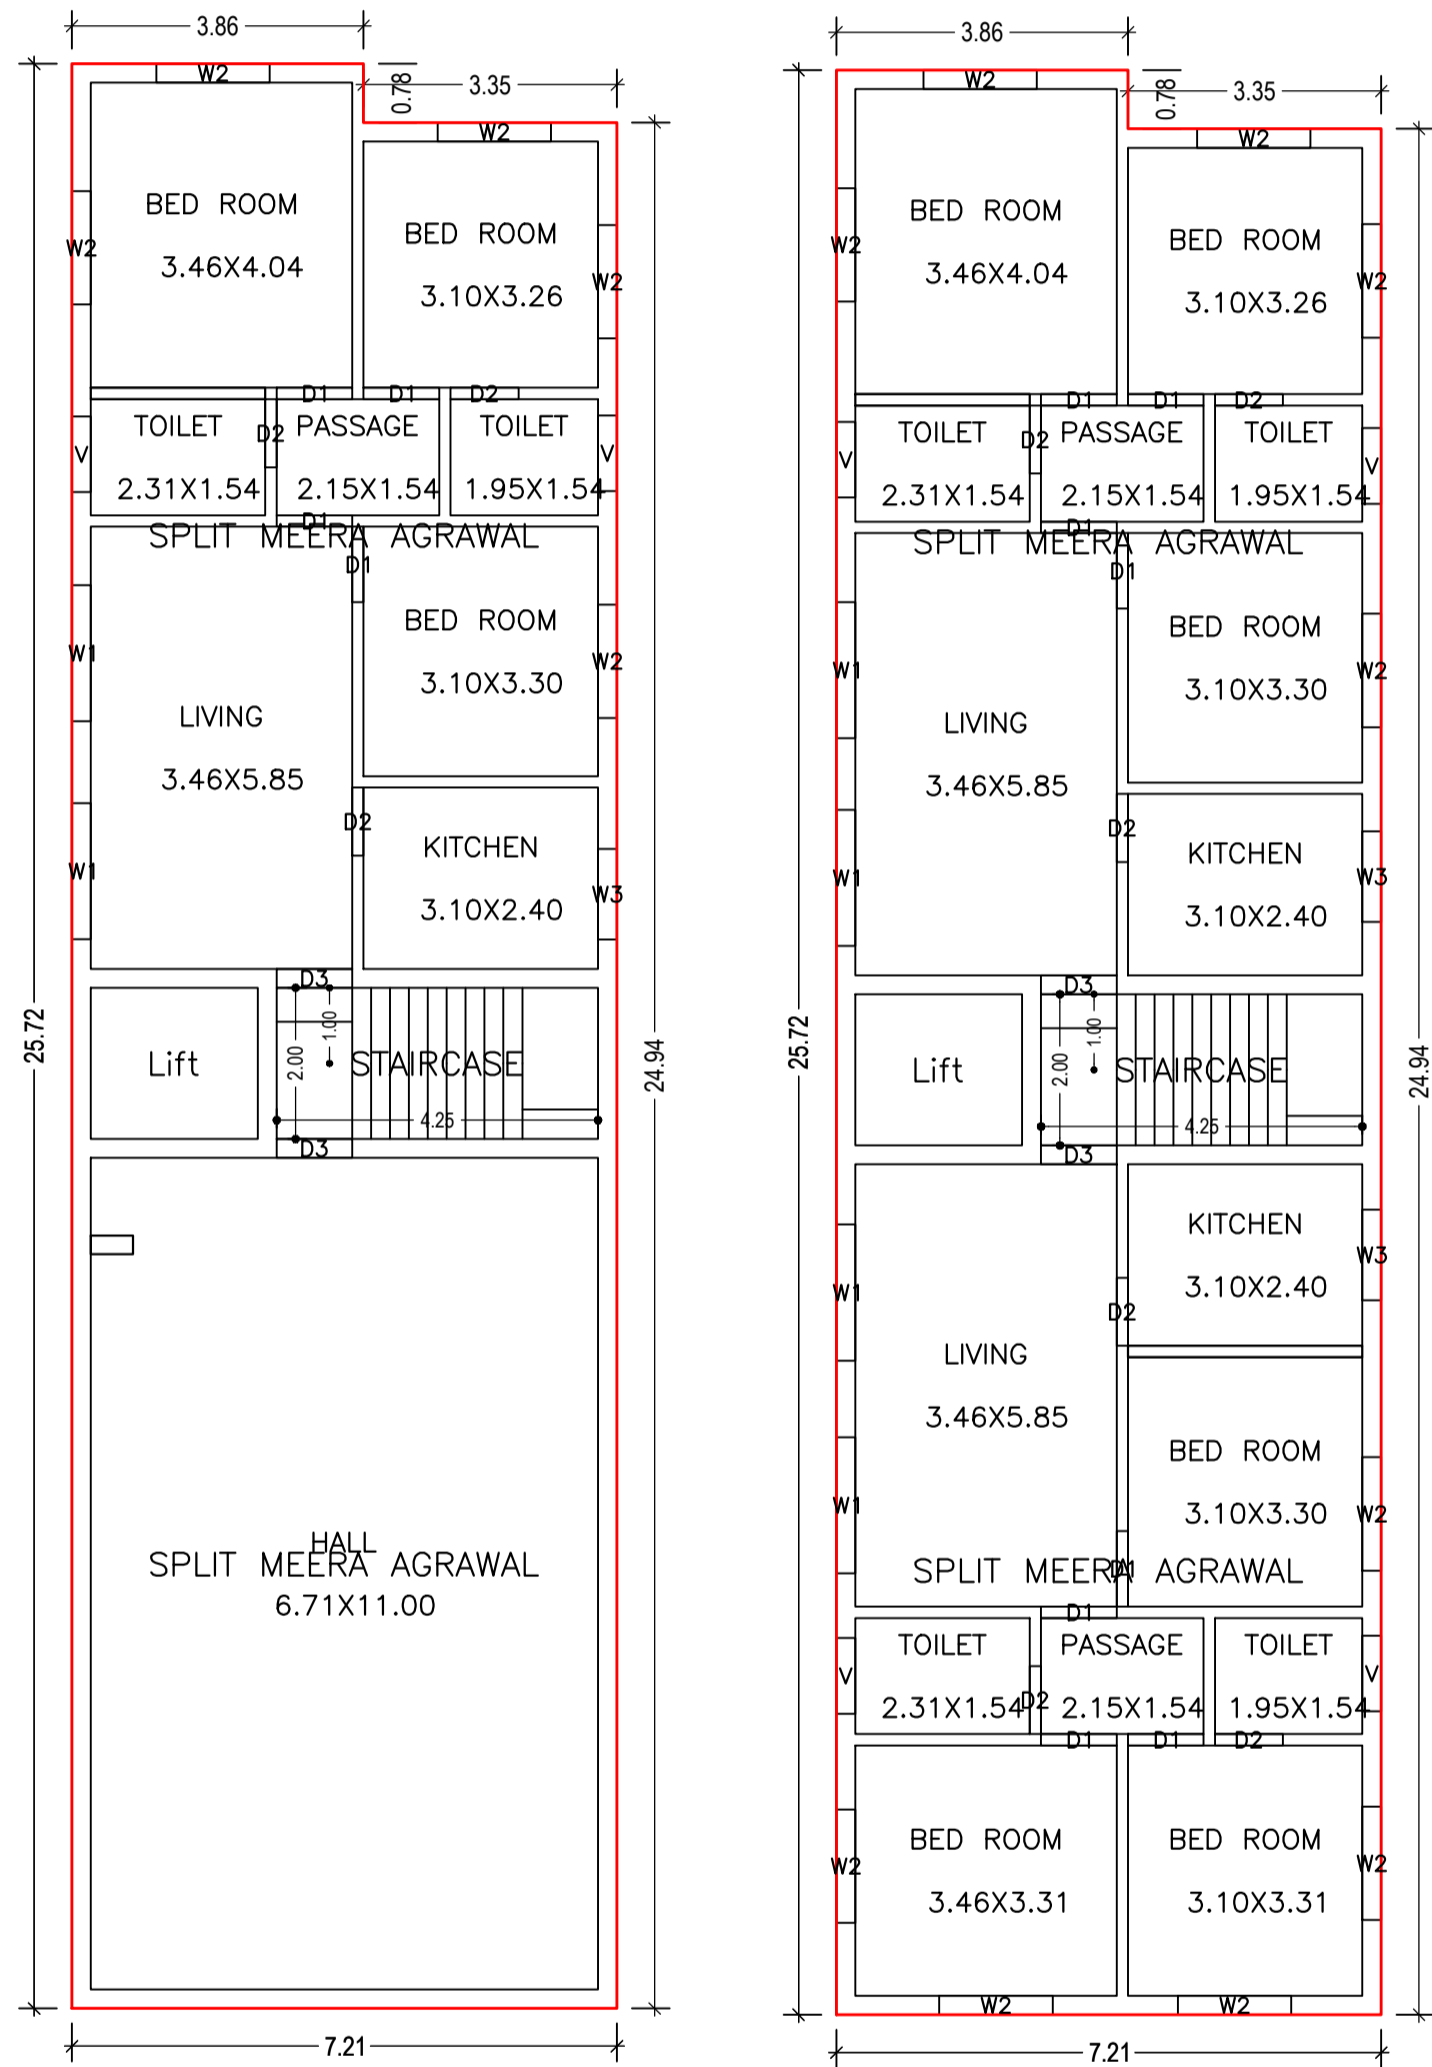 3.86
3.35
0.78
W2
W2
BED ROOM
3.46X4.04
BED ROOM
3.10X3.26
W2
W2
D1
D1
D2
TOILET
2.31X1.54
D2
PASSAGE
2.15X1.54
TOILET
1.95X1.54
V
V
D1
SPLIT MEERA AGRAWAL
D1
BED ROOM
3.10X3.30
W1
W2
LIVING
3.46X5.85
D2
KITCHEN
3.10X2.40
W1
W3
D3
25.72
Lift
2.00
1.00
STAIRCASE
4.25
24.94
D3
HALL
SPLIT MEERA AGRAWAL
6.71X11.00
7.21
3.86
3.35
0.78
W2
W2
BED ROOM
3.46X4.04
BED ROOM
3.10X3.26
W2
W2
D1
D1
D2
TOILET
2.31X1.54
D2
PASSAGE
2.15X1.54
TOILET
1.95X1.54
V
V
D1
SPLIT MEERA AGRAWAL
D1
BED ROOM
3.10X3.30
W1
W2
LIVING
3.46X5.85
D2
KITCHEN
3.10X2.40
W1
W3
D3
25.72
Lift
2.00
1.00
STAIRCASE
4.25
24.94
D3
KITCHEN
3.10X2.40
W1
W3
D2
LIVING
3.46X5.85
BED ROOM
3.10X3.30
W1
W2
SPLIT MEERA AGRAWAL
D1
D1
TOILET
2.31X1.54
D2
PASSAGE
2.15X1.54
TOILET
1.95X1.54
V
V
D1
D1
D2
BED ROOM
3.46X3.31
BED ROOM
3.10X3.31
W2
W2
W2
W2
7.21